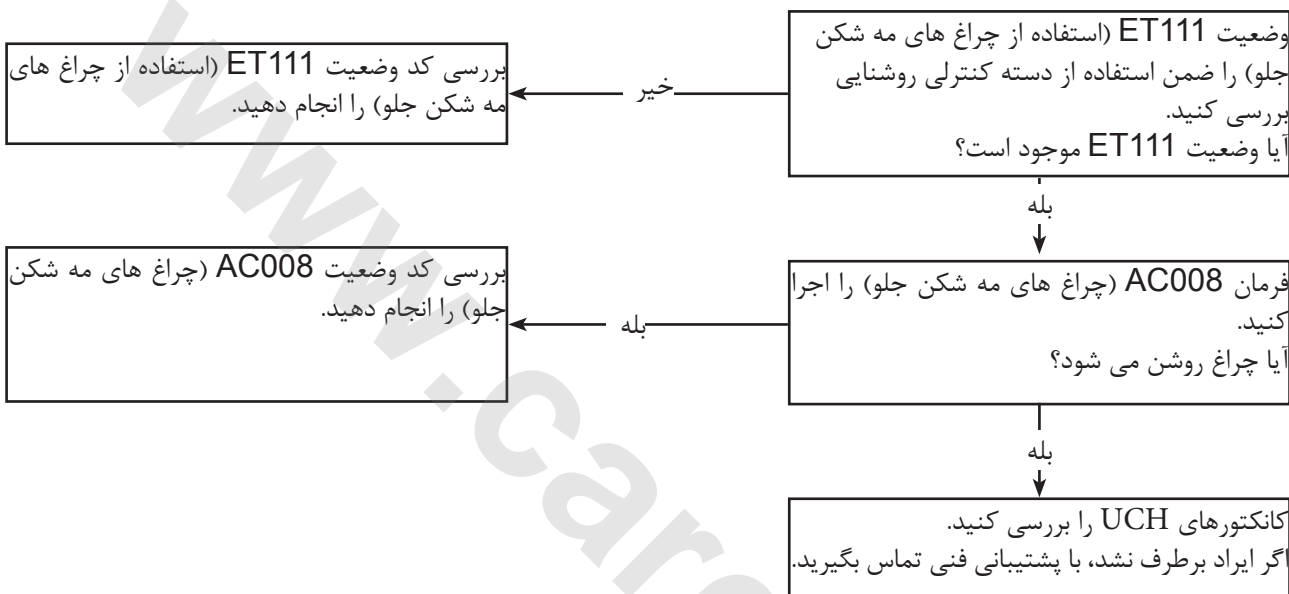 وضعیت ET111 (استفاده از چراغ های مه شکن
جلو) را ضمن استفاده از دسته کنترلی روشنایی
بررسی کنید.
آیا وضعیت ET111 موجود است؟
خیر
بررسی کد وضعیت ET111 (استفاده از چراغ های
مه شکن جلو) را انجام دهید.
بله
فرمان AC008 (چراغ های مه شکن جلو) را اجرا
کنید.
آیا چراغ روشن می شود؟
بله
بررسی کد وضعیت AC008 (چراغ های مه شکن
جلو) را انجام دهید.
بله
کانکتورهای UCH را بررسی کنید.
اگر ایراد برطرف نشد، با پشتیبانی فنی تماس بگیرید.
www.car